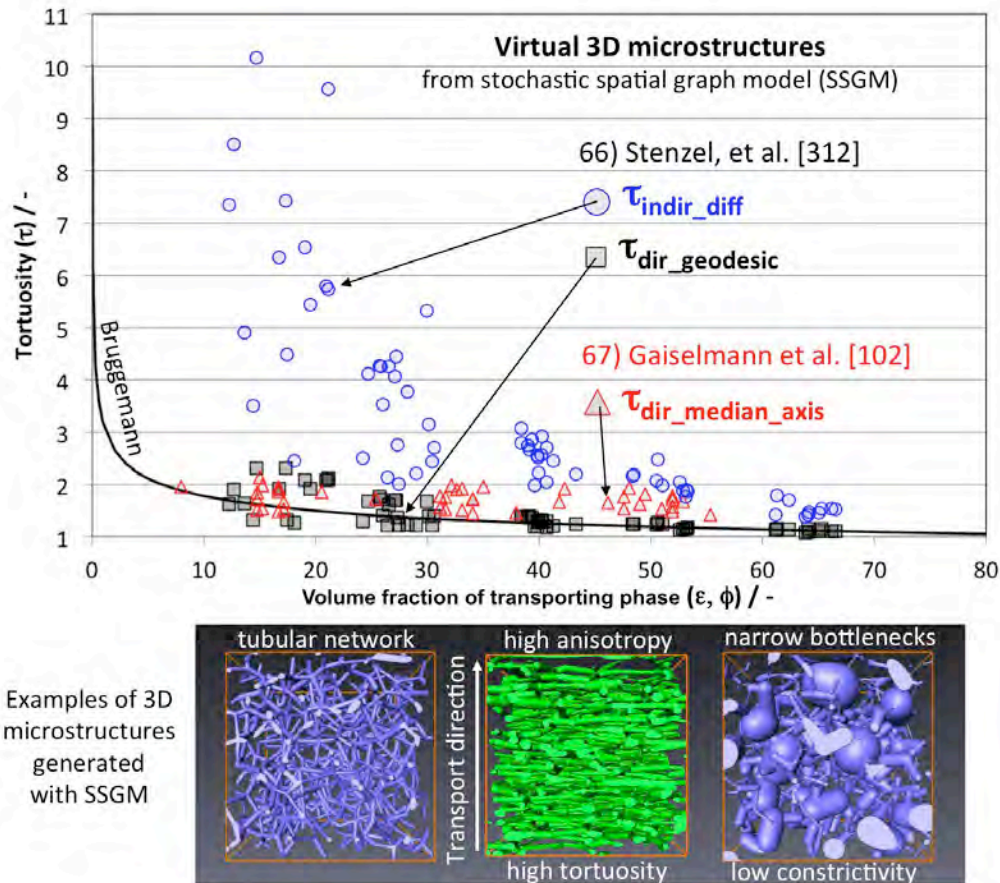 Virtual 3D microstructures
from stochastic spatial graph model (SSGM)
66) Stenzel, et al. [312]
τindir_diff
τdir_geodesic
67) Gaiselmann et al. [102]
τdir_median_axis
Bruggemann
Tortuosity (τ) / -
11
10
9
8
7
6
5
4
3
2
1
0
10
20
30
40
50
60
70
80
Volume fraction of transporting phase (ε, ϕ) / -
Examples of 3D
microstructures
generated
with SSGM
tubular network
high anisotropy
narrow bottlenecks
Transport direction
high tortuosity
low constrictivity